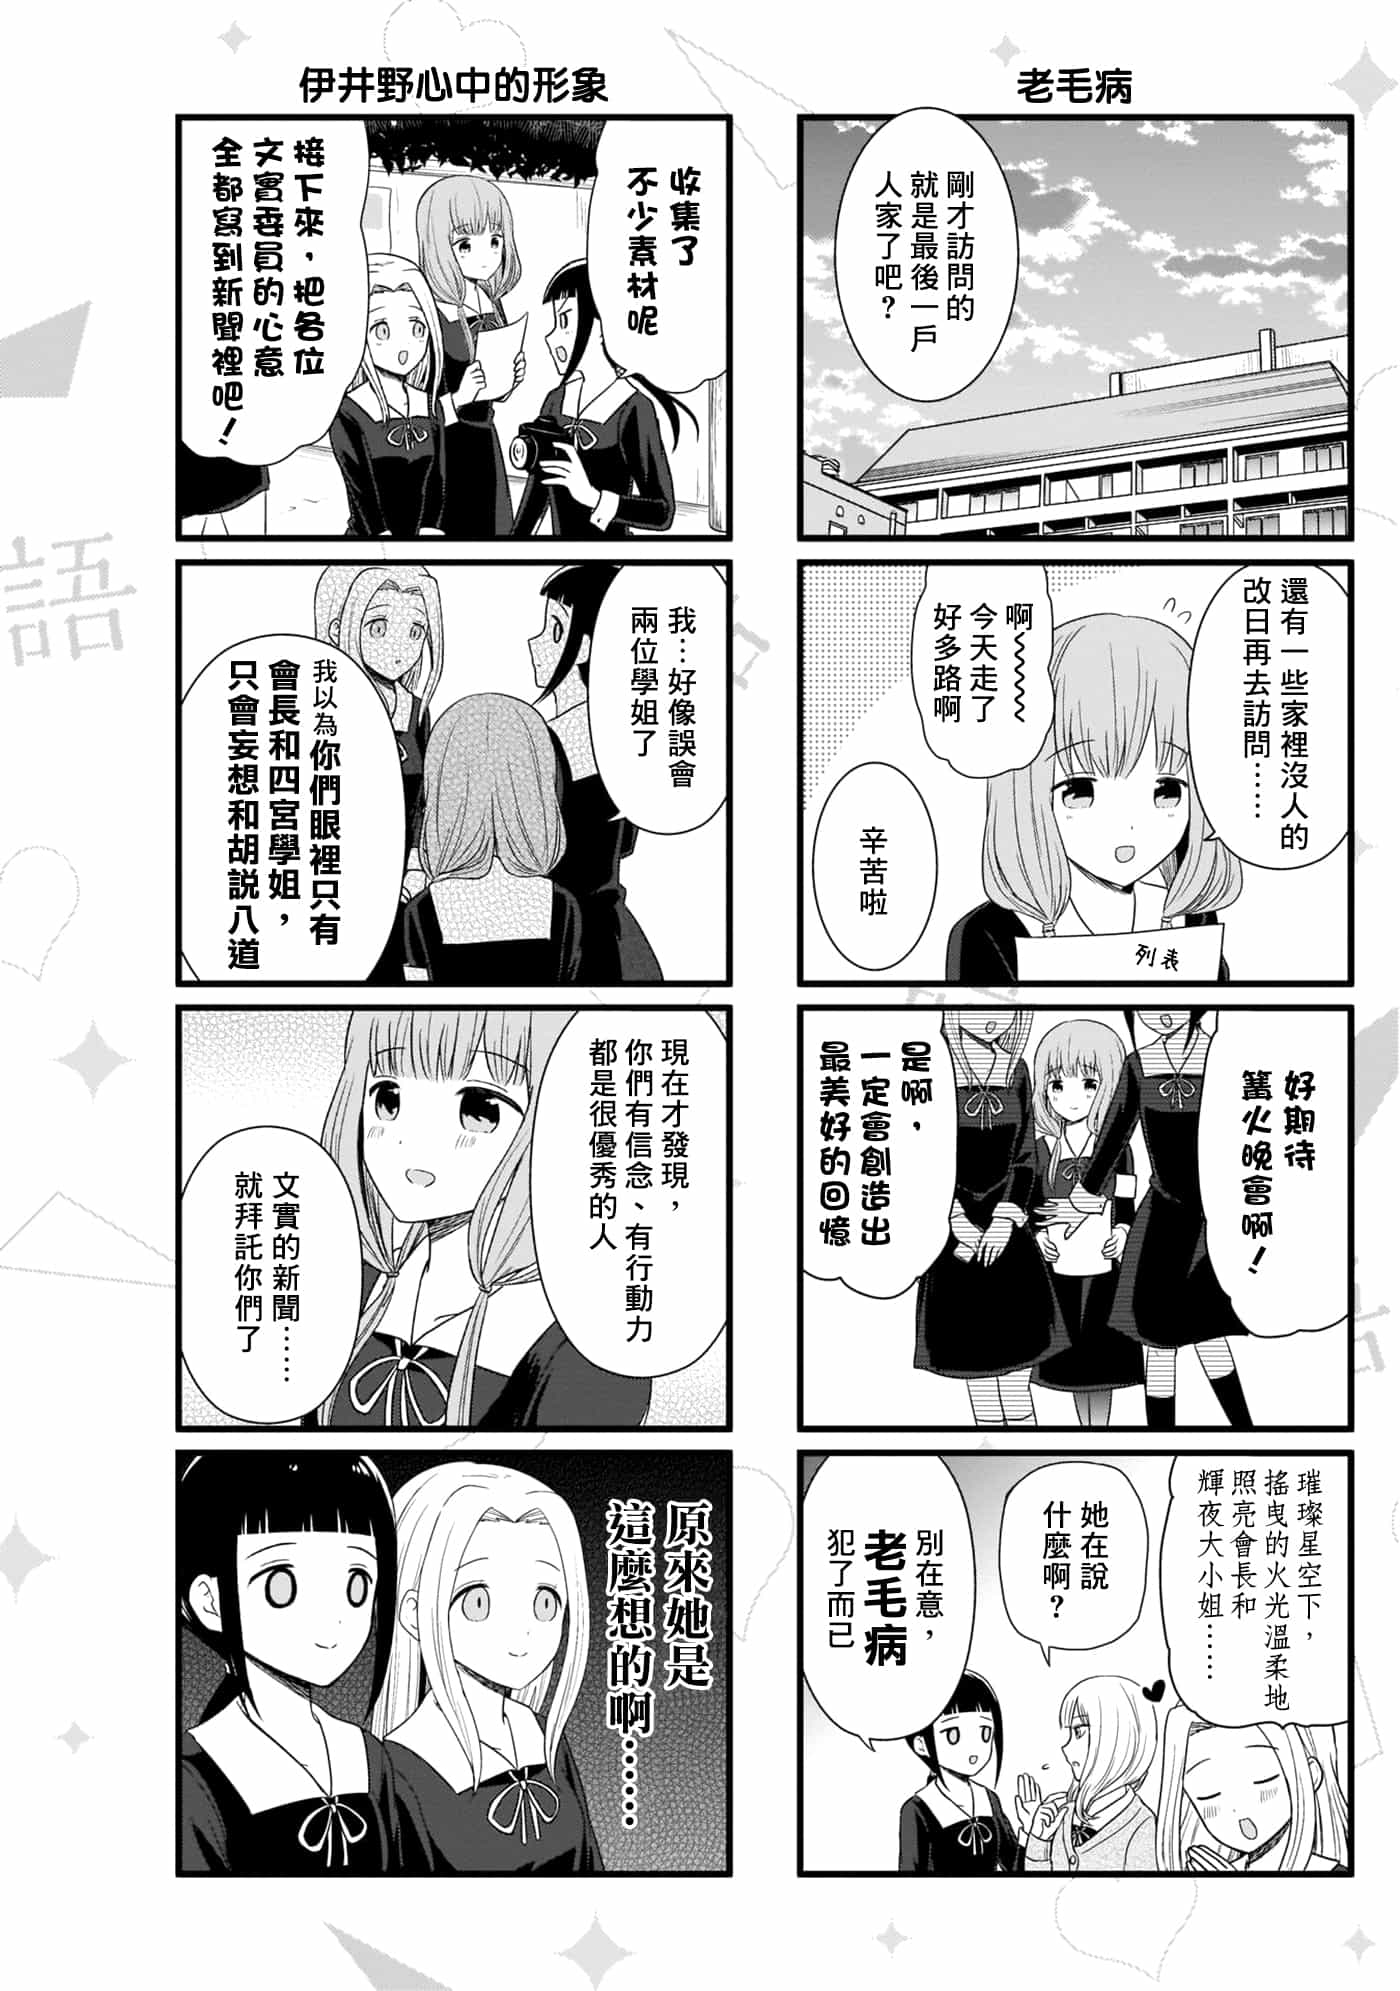 老毛病
剛才訪問的
就是最後一戶
人家了吧？
還有一些家裡沒人的
改日再去訪問……
啊～～～～
今天走了
好多路啊
辛苦啦
列表
好期待
篝火晚會啊！
是啊，
一定會創造出
最美好的回憶
璀璨星空下，
搖曳的火光溫柔地
照亮會長和
輝夜大小姐……
她在說
什麼啊？
別在意，
老毛病
犯了而已
伊井野心中的形象
收集了
不少素材呢
接下來，把各位
文實委員的心意
全都寫到新聞裡吧！
我…好像誤會
兩位學姐了
我以為你們眼裡只有
會長和四宮學姐，
只會妄想和胡說八道
現在才發現，
你們有信念、有行動力
都是很優秀的人
文實的新聞……
就拜託你們了
原來她是
這麼想的啊……
語